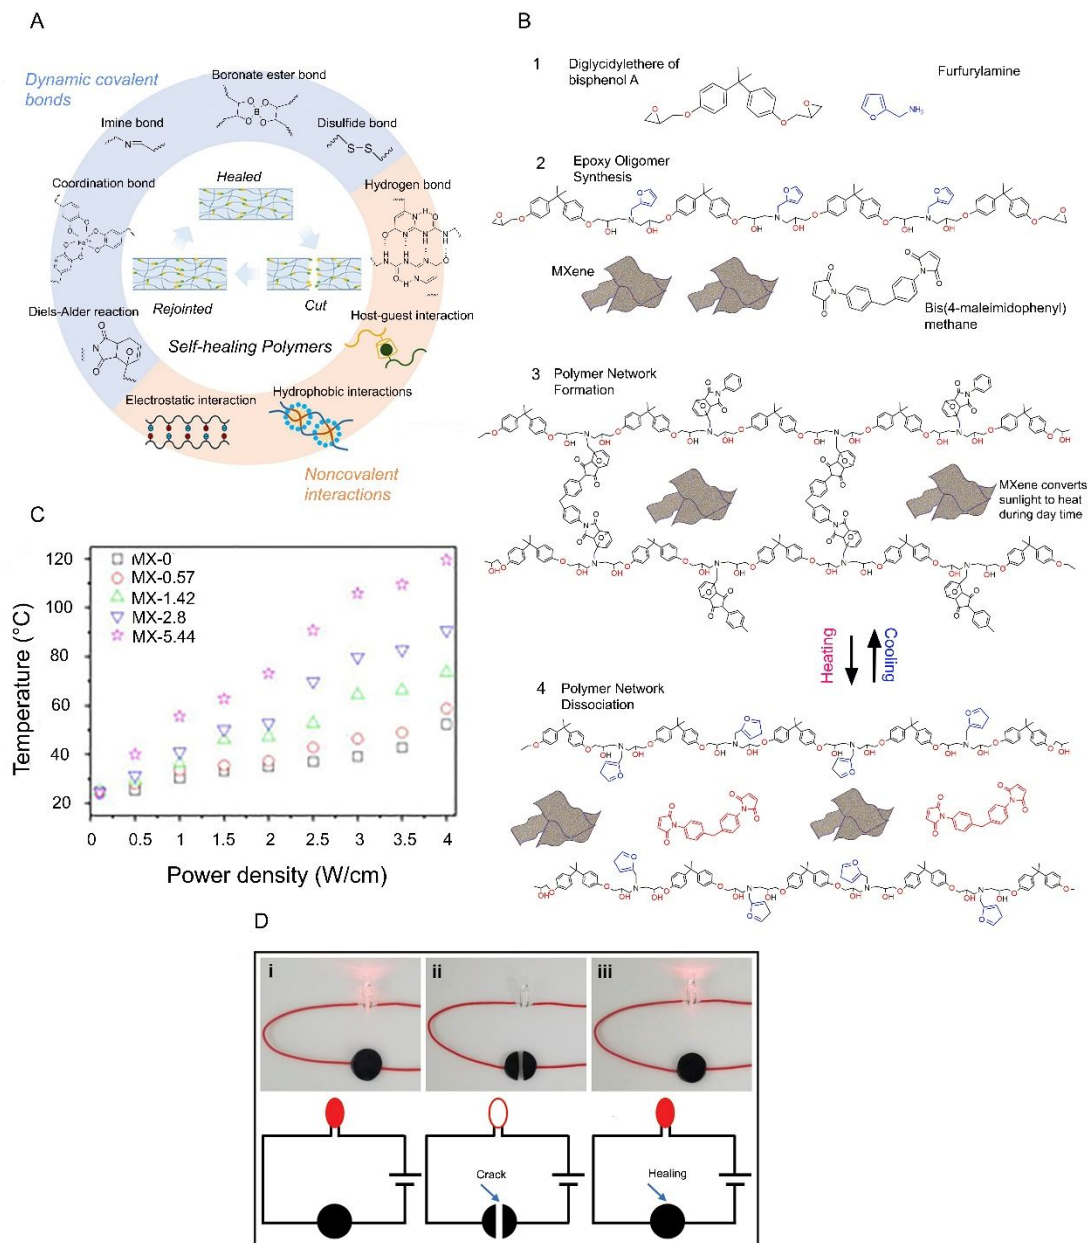 A
Dynamic covalent
bonds
Boronate ester bond
Imine bond
Disulfide bond
Coordination bond
Healed
Hydrogen bond
Rejointed
Cut
Diels-Alder reaction
Self-healing Polymers
Host-guest interaction
Electrostatic interaction
Hydrophobic interactions
Noncovalent
interactions
B
1
Diglycidylethere of
bisphenol A
Furfurylamine
2
Epoxy Oligomer
Synthesis
MXene
Bis(4-maleimidophenyl)
methane
3
Polymer Network
Formation
MXene converts
sunlight to heat
during day time
Heating
Cooling
4
Polymer Network
Dissociation
C
Temperature (°C)
120
100
80
60
40
20
MX-0
MX-0.57
MX-1.42
MX-2.8
MX-5.44
0
0.5
1
1.5
2
2.5
3
3.5
4
Power density (W/cm)
D
i
ii
iii
Crack
Healing